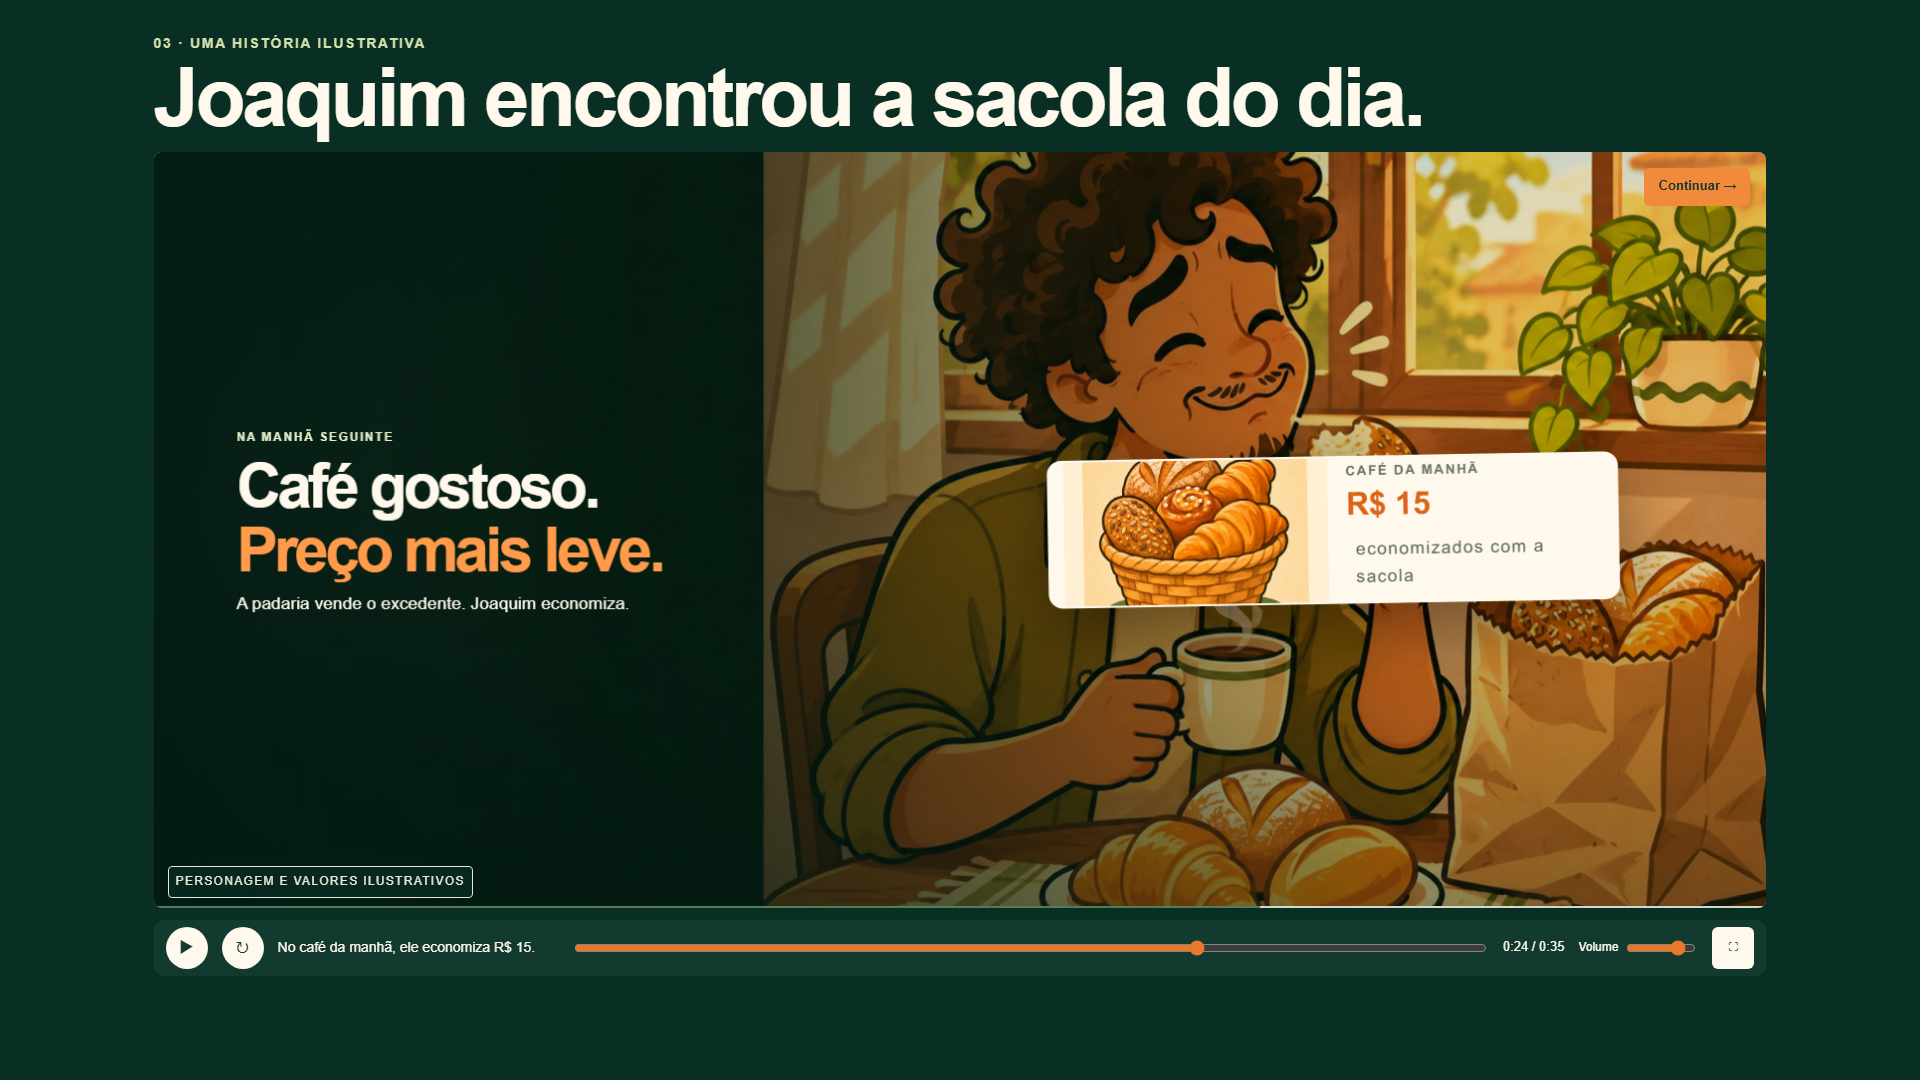 03 · UMA HISTÓRIA ILUSTRATIVA
Joaquim encontrou a sacola do dia.
Continuar →
NA MANHÃ SEGUINTE
Café gostoso.
Preço mais leve.
A padaria vende o excedente. Joaquim economiza.
CAFÉ DA MANHÃ
R$ 15
economizados com a
sacola
PERSONAGEM E VALORES ILUSTRATIVOS
No café da manhã, ele economiza R$ 15.
0:24 / 0:35
Volume